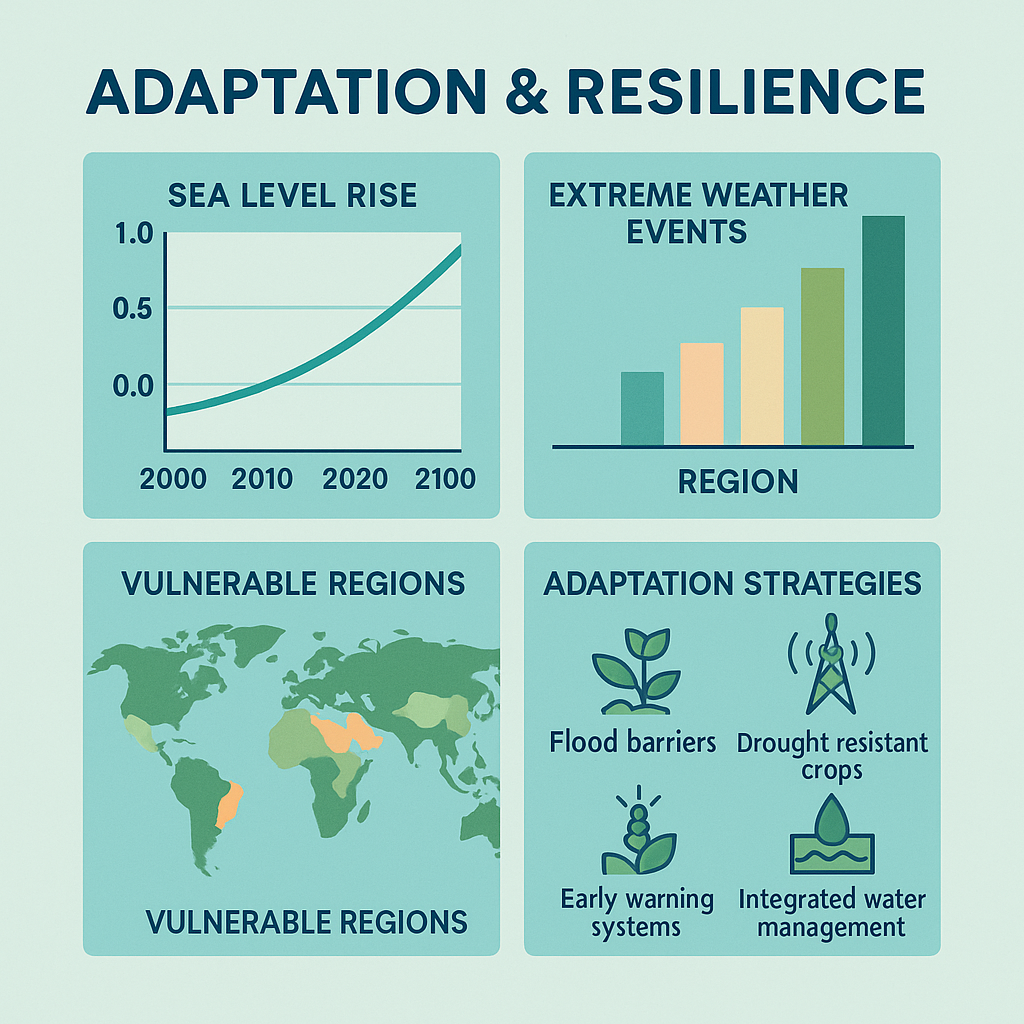 ADAPTATION & RESILIENCE
SEA LEVEL RISE
1.0
0.5
0.0
2000 2010 2020 2100
EXTREME WEATHER
EVENTS
REGION
VULNERABLE REGIONS
VULNERABLE REGIONS
ADAPTATION STRATEGIES
Flood barriers
Drought resistant
crops
Early warning
systems
Integrated water
management